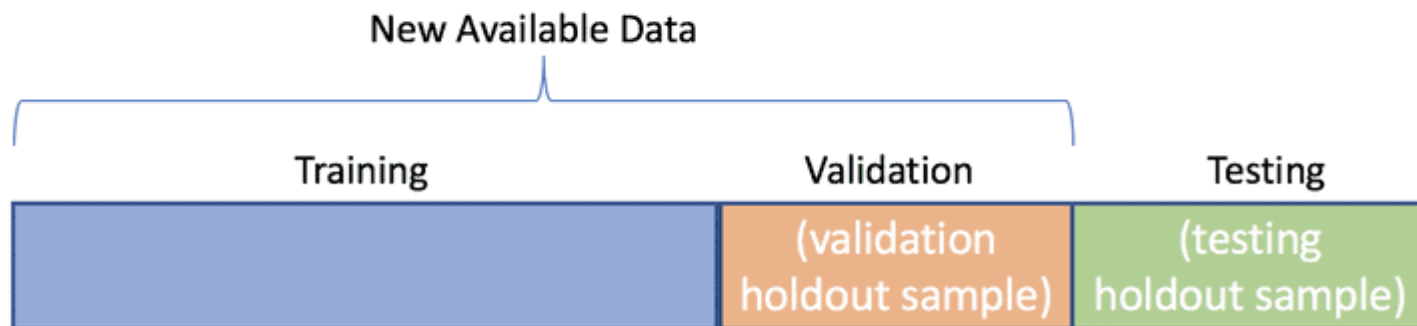 New Available Data
Training
Validation
Testing
(validation
holdout sample)
(testing
holdout sample)